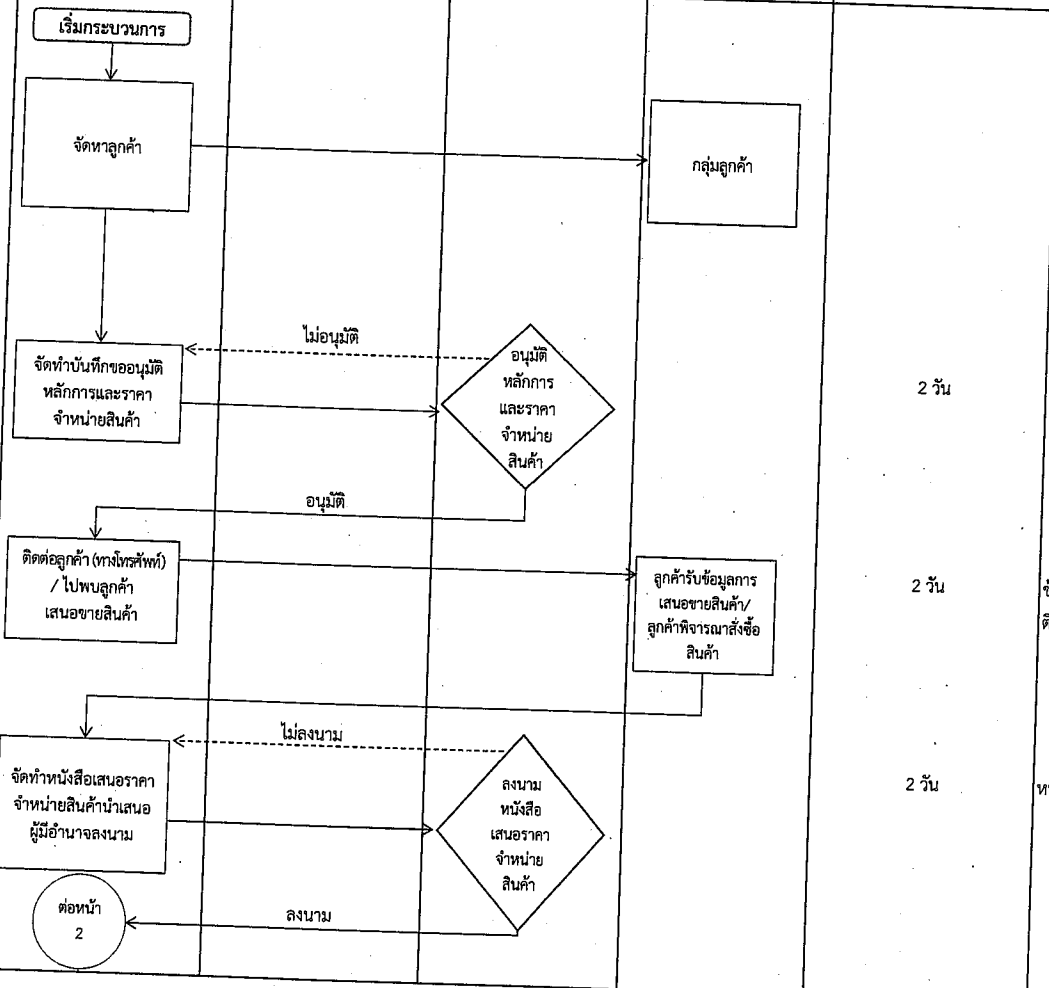 เริ่มกระบวนการ
จัดหาลูกค้า
กลุ่มลูกค้า
ไม่อนุมัติ
จัดทำบันทึกขออนุมัติ
หลักการและราคา
จำหน่ายสินค้า
อนุมัติ
หลักการ
และราคา
จำหน่าย
สินค้า
2 วัน
อนุมัติ
ติดต่อลูกค้า (ทางโทรศัพท์)
/ ไปพบลูกค้า
เสนอขายสินค้า
ลูกค้ารับข้อมูลการ
เสนอขายสินค้า/
ลูกค้าพิจารณาสั่งซื้อ
สินค้า
2 วัน
ไม่ลงนาม
จัดทำหนังสือเสนอราคา
จำหน่ายสินค้านำเสนอ
ผู้มีอำนาจลงนาม
ลงนาม
หนังสือ
เสนอราคา
จำหน่าย
สินค้า
2 วัน
ลงนาม
ต่อหน้า
2